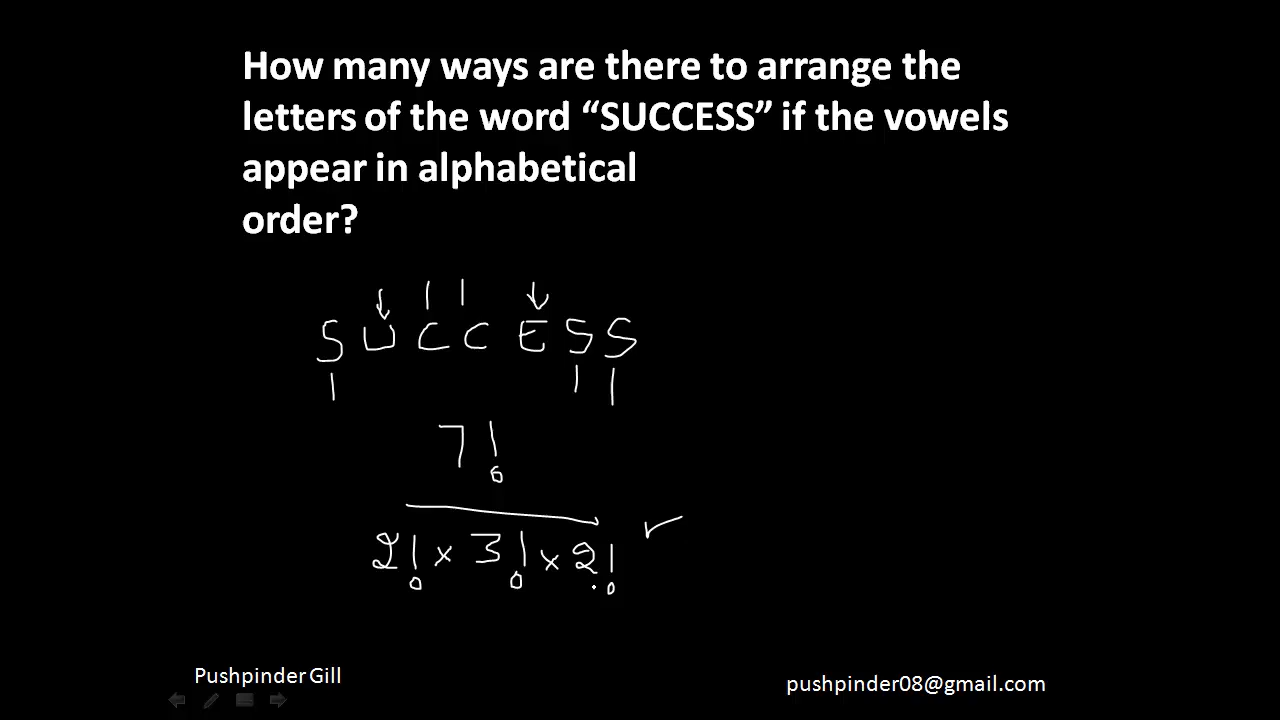 How many ways are there to arrange the
letters of the word “SUCCESS” if the vowels
appear in alphabetical
order?
S U C C E S S
7!
2! × 3! × 2!
Pushpinder Gill
pushpinder08@gmail.com